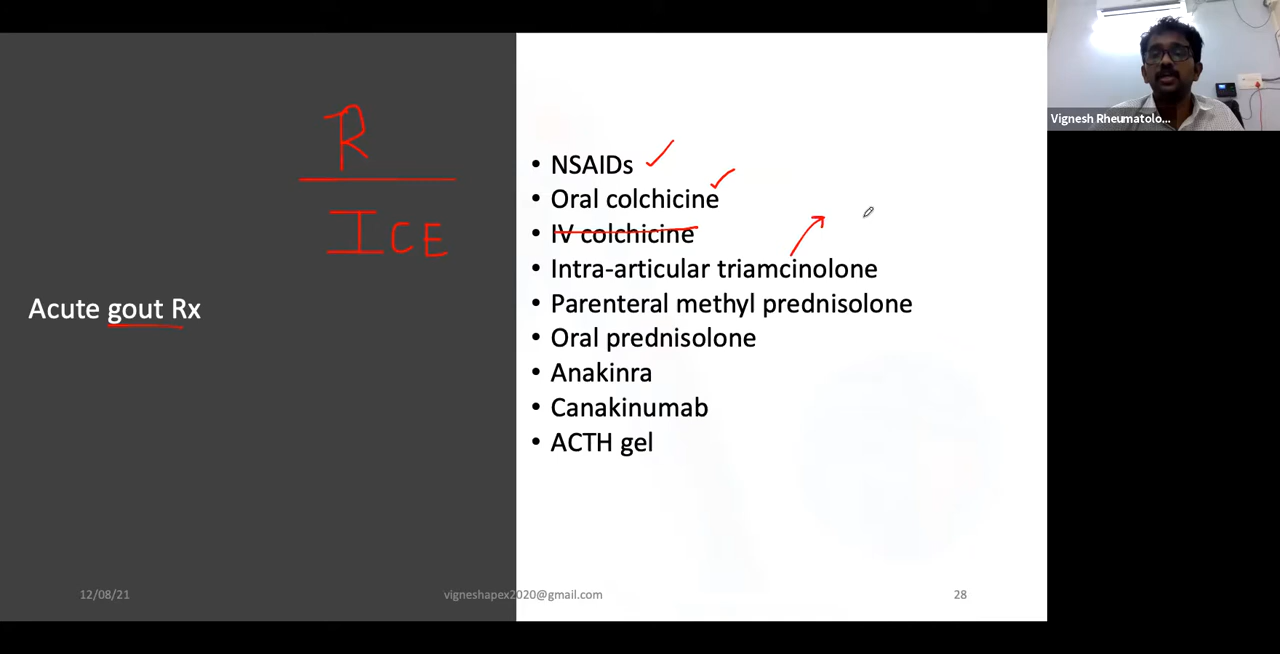 R
ICE
Acute gout Rx
• NSAIDs
• Oral colchicine
• IV colchicine
• Intra-articular triamcinolone
• Parenteral methyl prednisolone
• Oral prednisolone
• Anakinra
• Canakinumab
• ACTH gel
12/08/21
vigneshapex2020@gmail.com
28
Vignesh Rheumatolo...